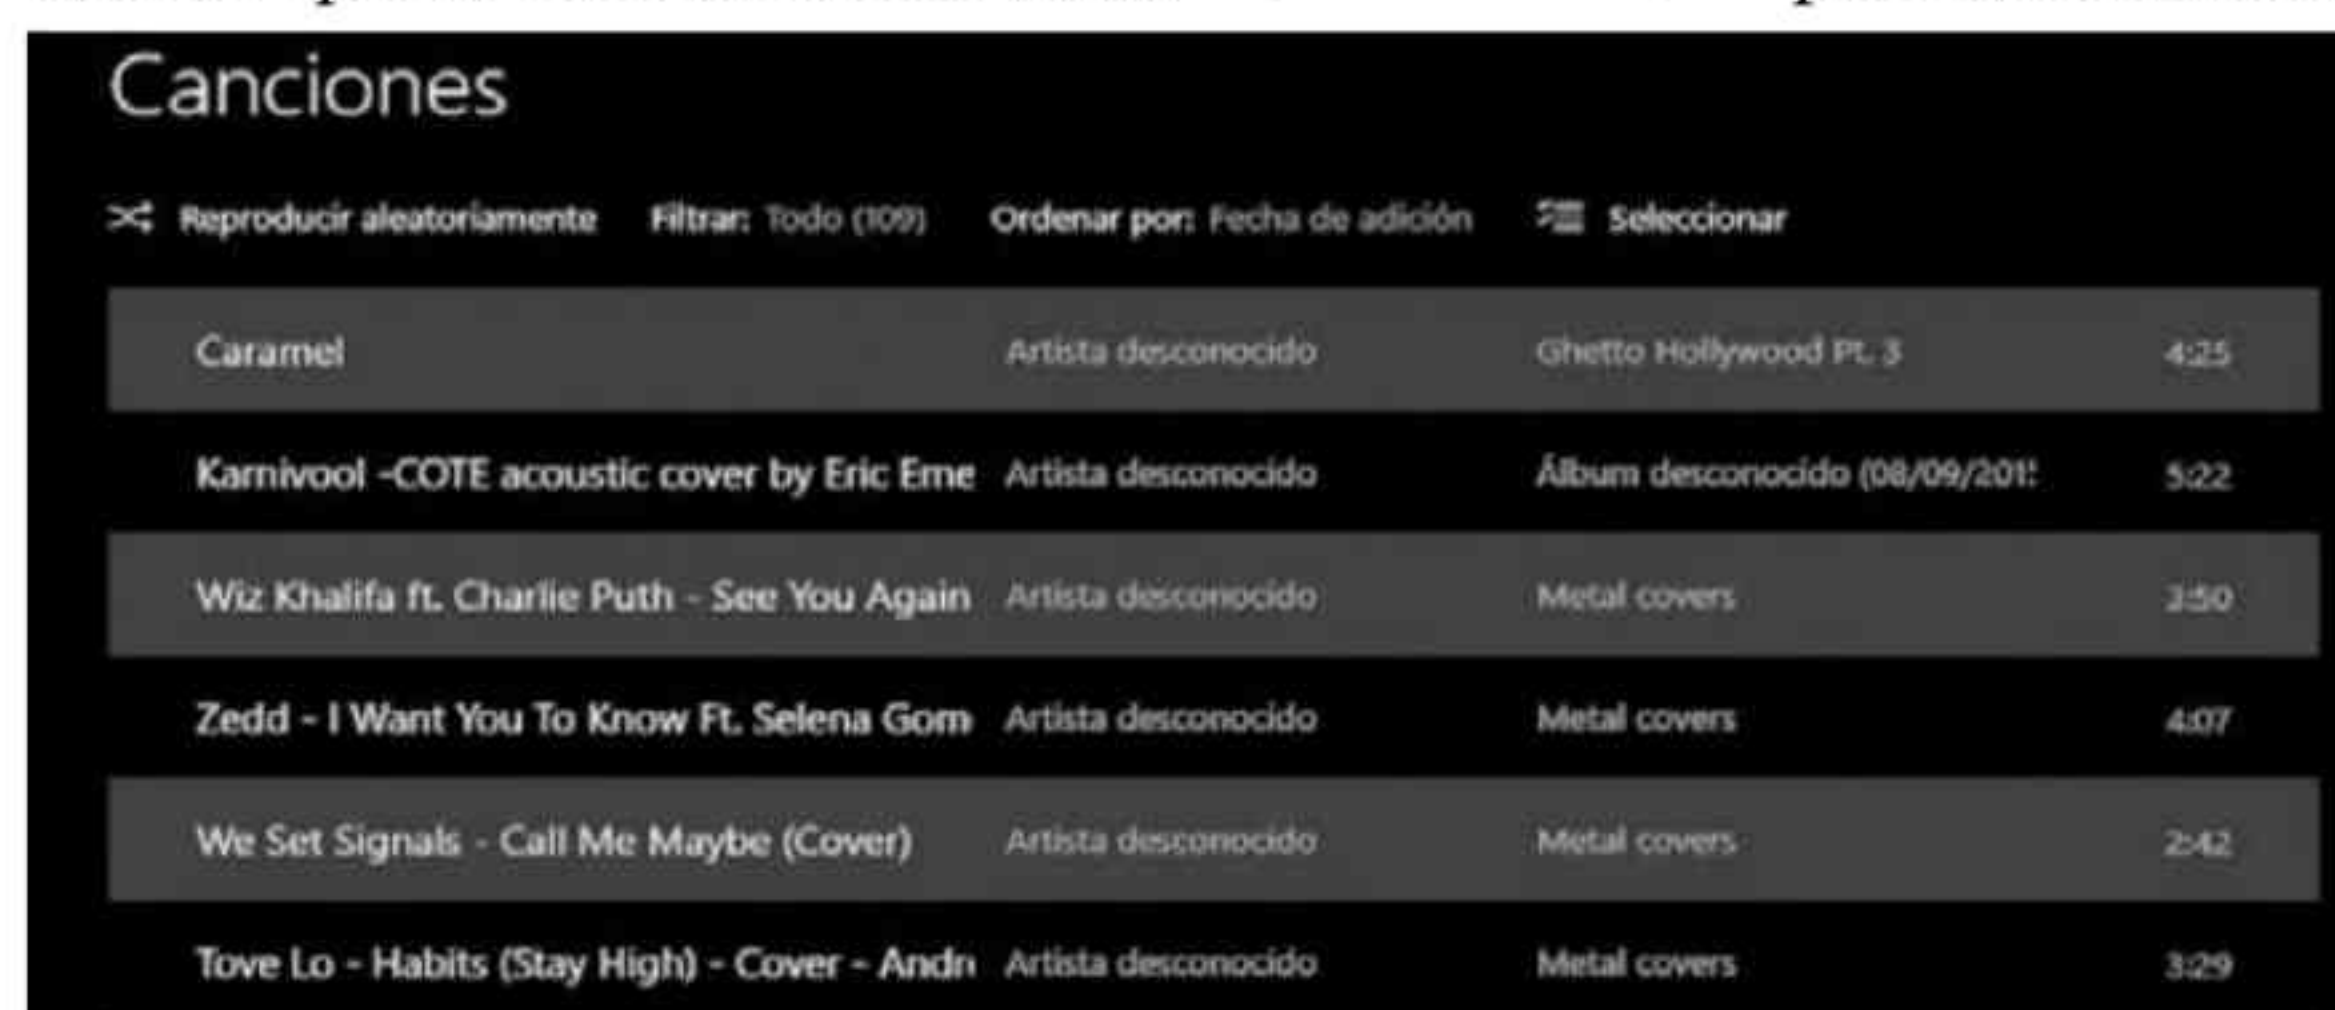 Canciones
Reproducir aleatoriamente Filtrar: Todo (109) Ordenar por: Fecha de adición Seleccionar
Caramel Artista desconocido Ghetto Hollywood Pt. 3 4:25
Karnivool -COTE acoustic cover by Eric Eme Artista desconocido Álbum desconocido (08/09/201 5:22
Wiz Khalifa ft. Charlie Puth - See You Again Artista desconocido Metal covers 3:50
Zedd - I Want You To Know Ft. Selena Gom Artista desconocido Metal covers 4:07
We Set Signals - Call Me Maybe (Cover) Artista desconocido Metal covers 2:42
Tove Lo - Habits (Stay High) - Cover - Andr Artista desconocido Metal covers 3:29